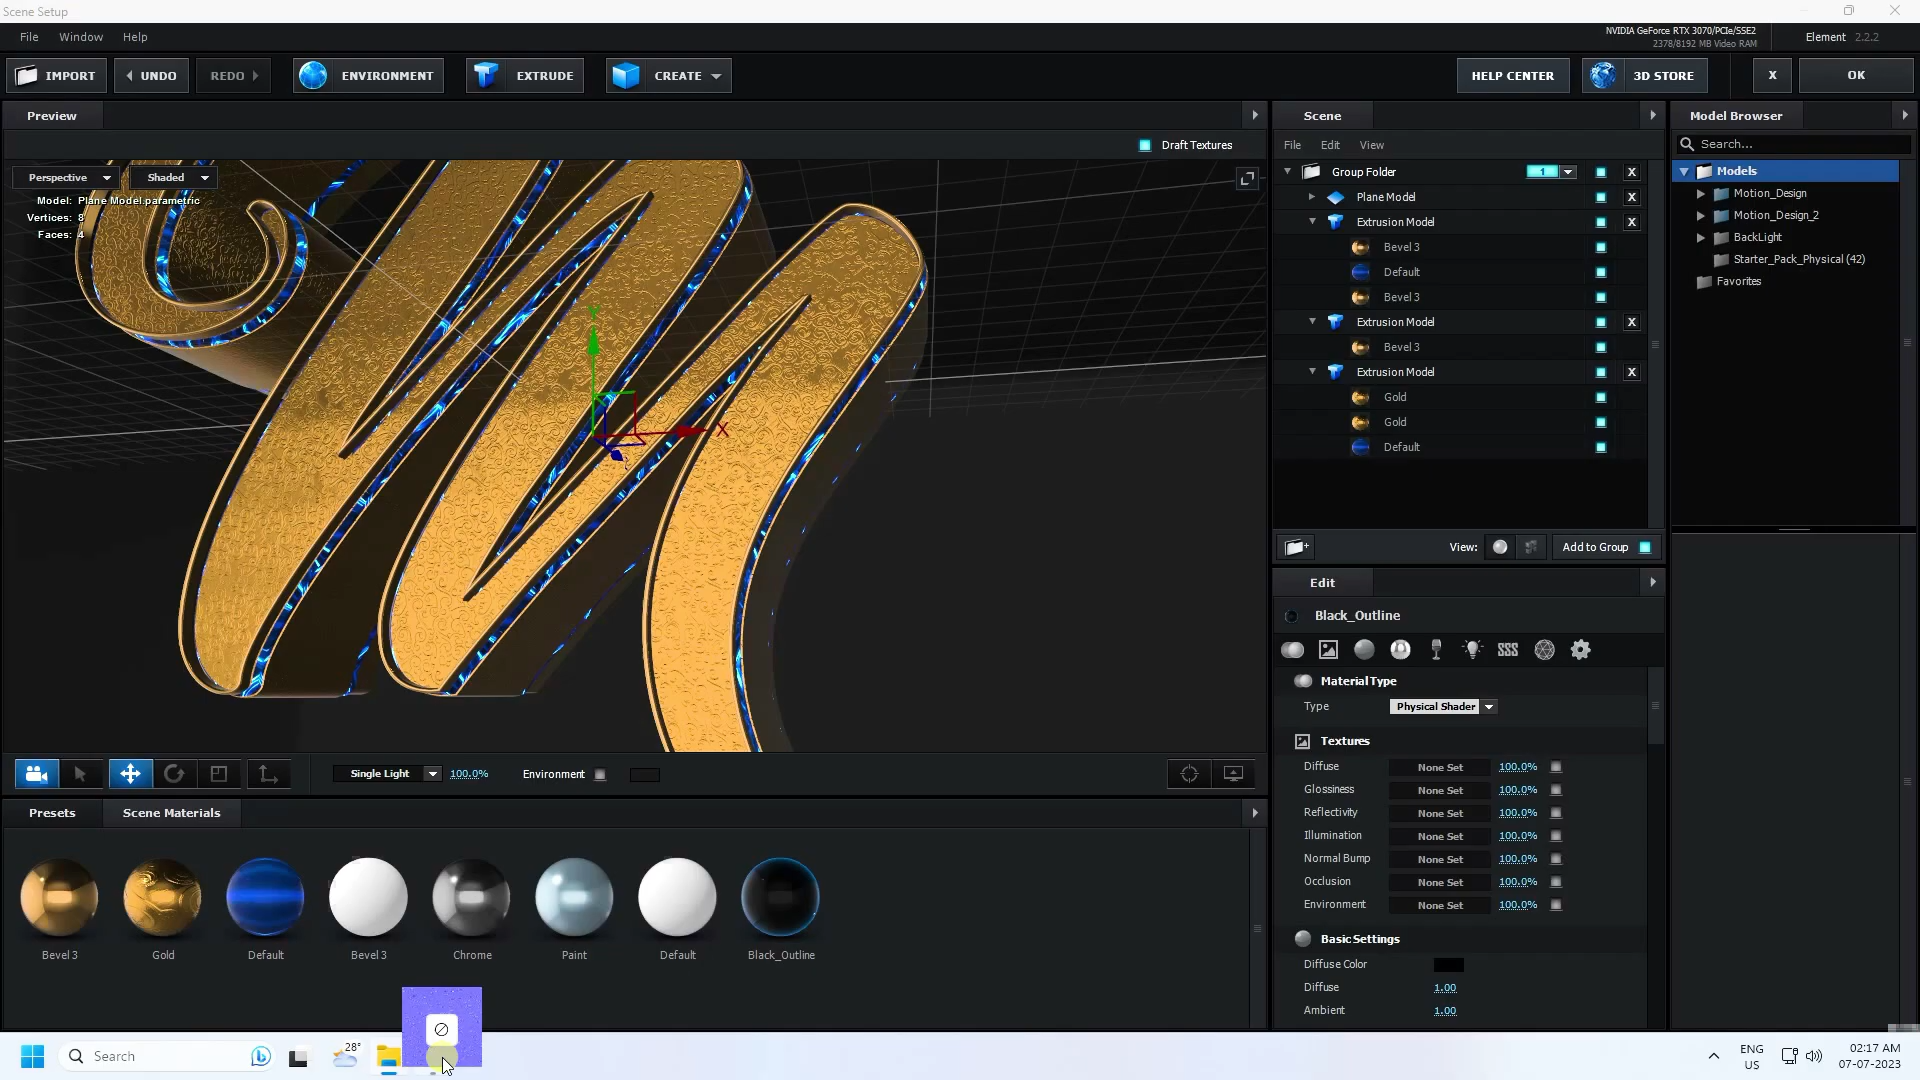 Scene Setup
File Window Help
NVIDIA GeForce RTX 3070/PCIe/SSE2
2378/8192 MB Video RAM
Element 2.2.2
IMPORT UNDO REDO ENVIRONMENT EXTRUDE CREATE HELP CENTER 3D STORE X OK
Preview
Draft Textures
Perspective Shaded
Model: Plane Model.parametric
Vertices: 8
Faces: 4
Y
X
Single Light 100.0% Environment
Presets Scene Materials
Bevel 3 Gold Default Bevel 3 Chrome Paint Default Black_Outline
Scene
File Edit View
Group Folder 1 X
Plane Model X
Extrusion Model X
Bevel 3
Default
Bevel 3
Extrusion Model X
Bevel 3
Extrusion Model X
Gold
Gold
Default
View: Add to Group
Edit
Black_Outline
SSS
Material Type
Type Physical Shader
Textures
Diffuse None Set 100.0%
Glossiness None Set 100.0%
Reflectivity None Set 100.0%
Illumination None Set 100.0%
Normal Bump None Set 100.0%
Occlusion None Set 100.0%
Environment None Set 100.0%
Basic Settings
Diffuse Color
Diffuse 1.00
Ambient 1.00
Model Browser
Search...
Models
Motion_Design
Motion_Design_2
BackLight
Starter_Pack_Physical (42)
Favorites
Search 28°
ENG
US
02:17 AM
07-07-2023